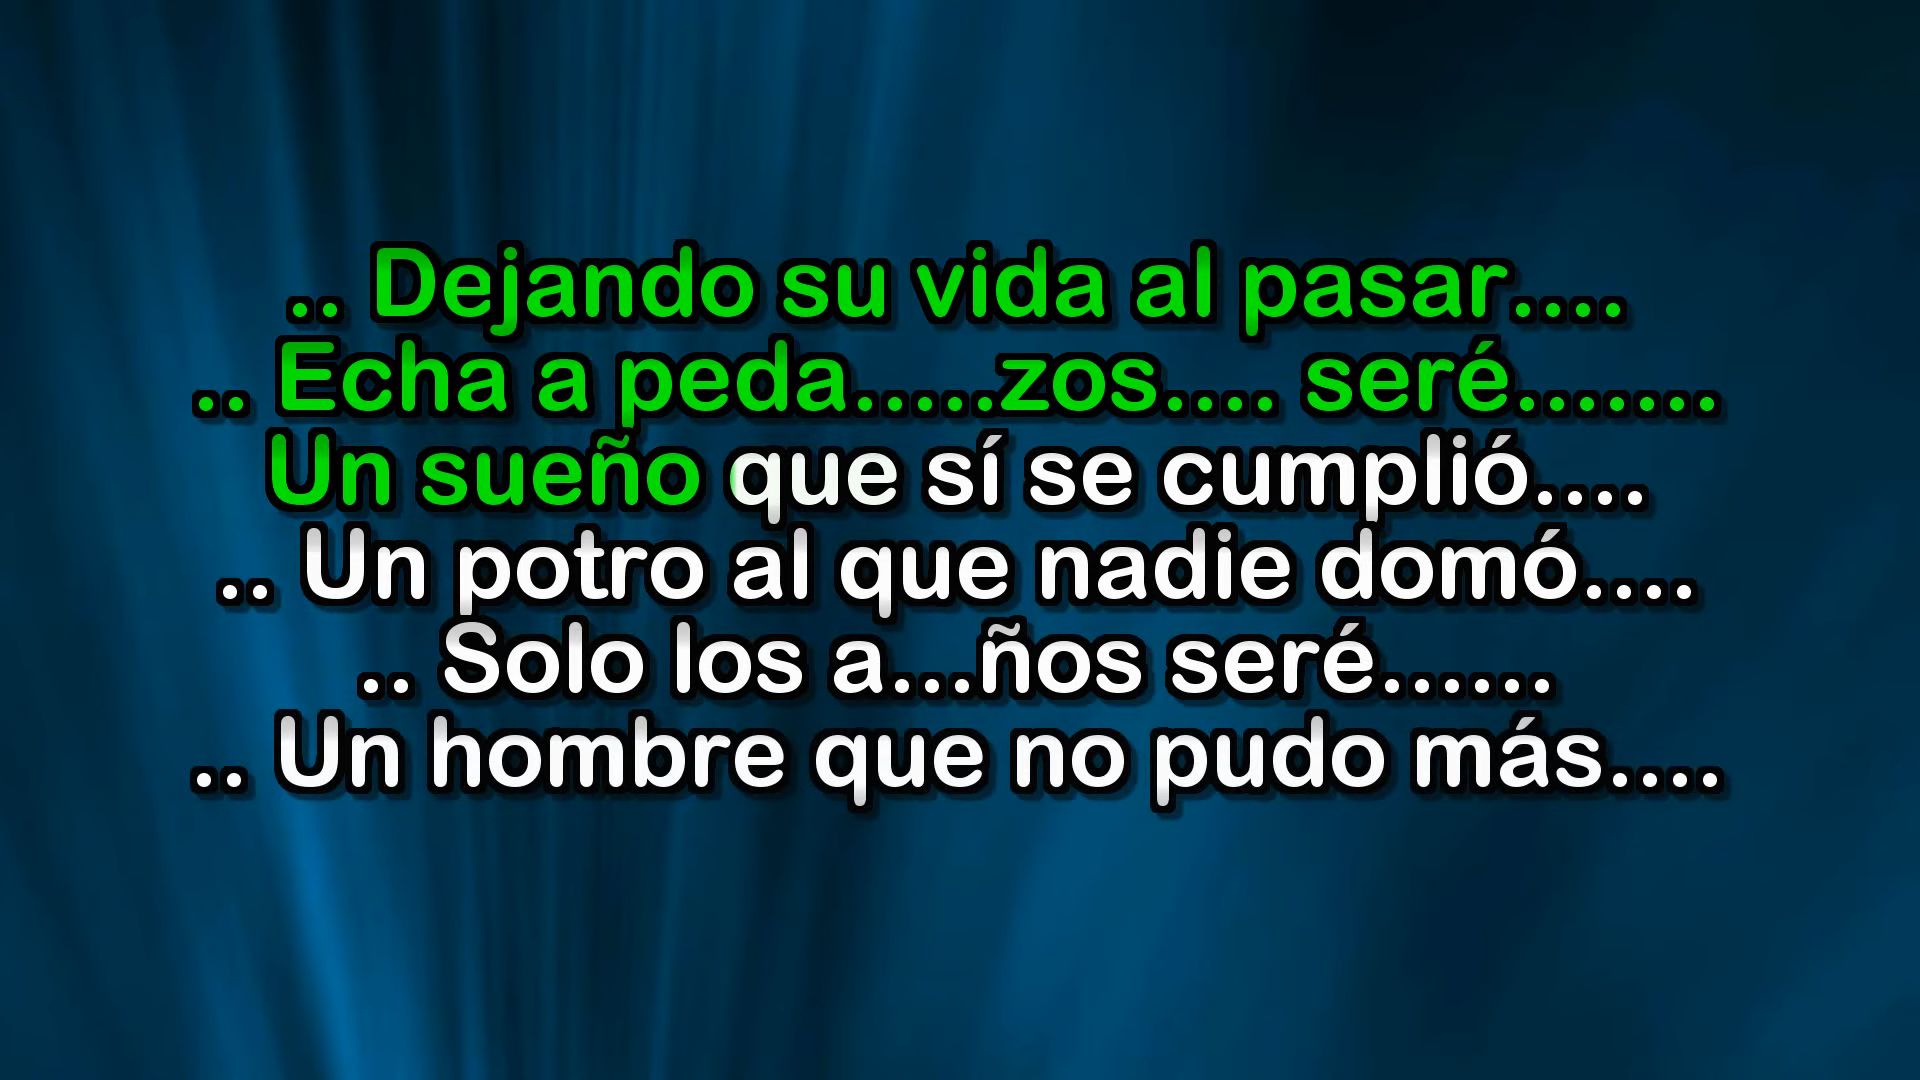 .. Dejando su vida al pasar....
.. Echa a peda.....zos.... seré.......
Un sueño que sí se cumplió....
.. Un potro al que nadie domó....
.. Solo los a...ños seré......
.. Un hombre que no pudo más....